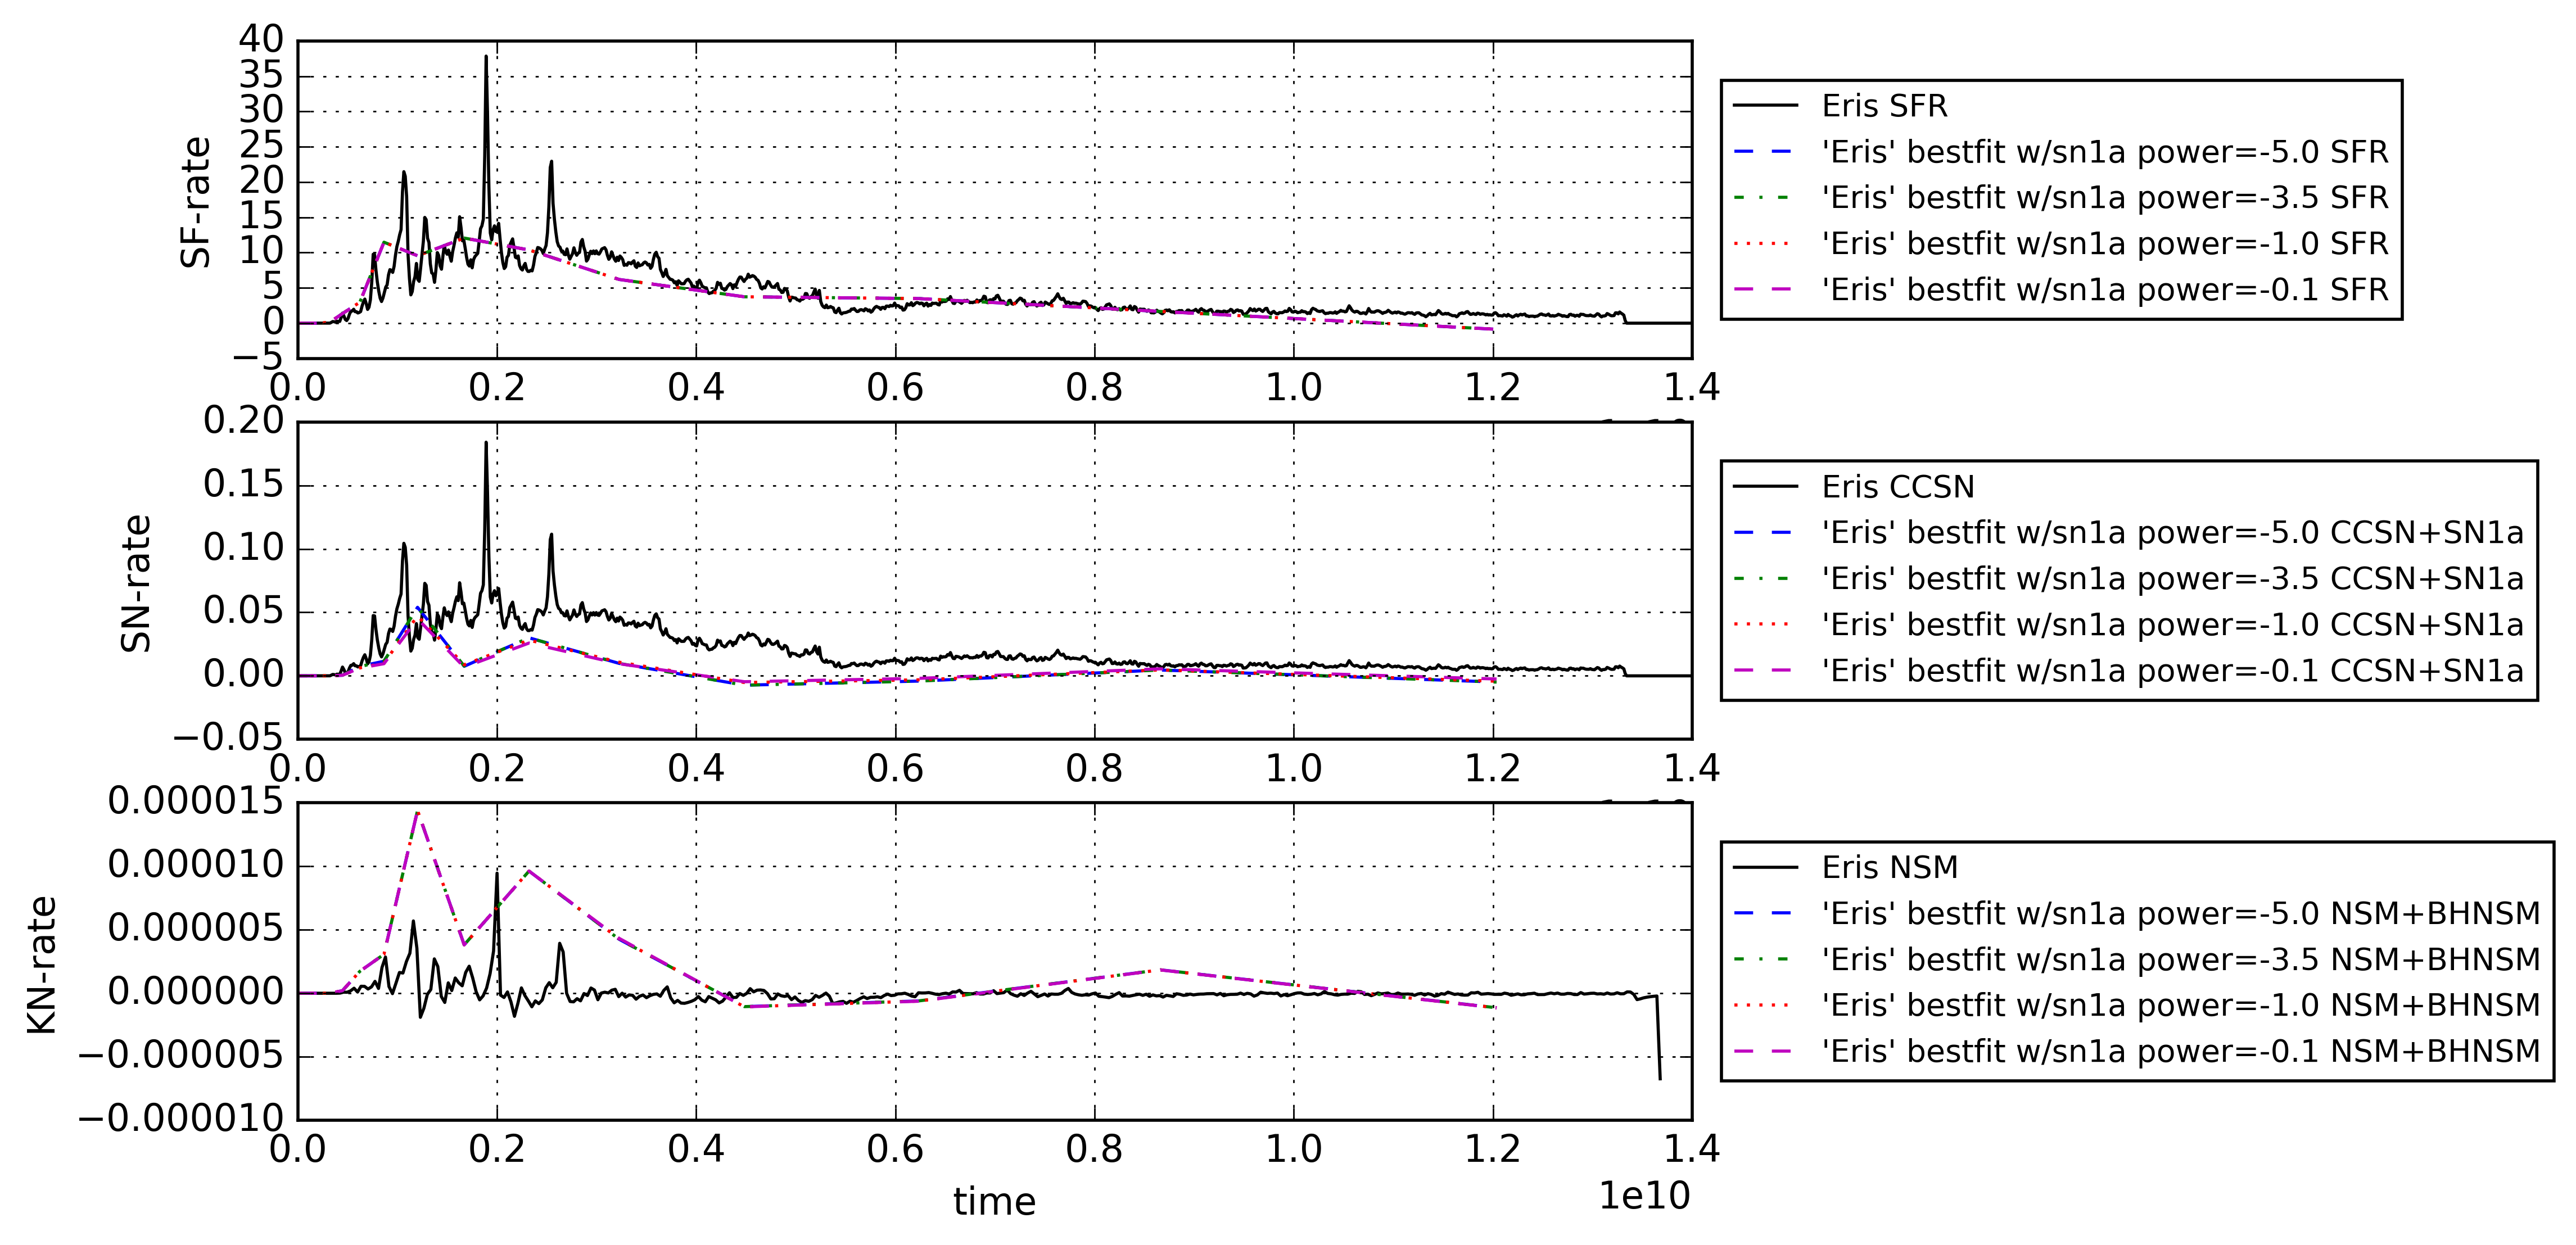 SF-rate
40
35
30
25
20
15
10
5
0
−5
0.0 0.2 0.4 0.6 0.8 1.0 1.2 1.4
Eris SFR
'Eris' bestfit w/sn1a power=-5.0 SFR
'Eris' bestfit w/sn1a power=-3.5 SFR
'Eris' bestfit w/sn1a power=-1.0 SFR
'Eris' bestfit w/sn1a power=-0.1 SFR
SN-rate
0.20
0.15
0.10
0.05
0.00
−0.05
0.0 0.2 0.4 0.6 0.8 1.0 1.2 1.4
Eris CCSN
'Eris' bestfit w/sn1a power=-5.0 CCSN+SN1a
'Eris' bestfit w/sn1a power=-3.5 CCSN+SN1a
'Eris' bestfit w/sn1a power=-1.0 CCSN+SN1a
'Eris' bestfit w/sn1a power=-0.1 CCSN+SN1a
KN-rate
0.000015
0.000010
0.000005
0.000000
−0.000005
−0.000010
0.0 0.2 0.4 0.6 0.8 1.0 1.2 1.4
time
1e10
Eris NSM
'Eris' bestfit w/sn1a power=-5.0 NSM+BHNSM
'Eris' bestfit w/sn1a power=-3.5 NSM+BHNSM
'Eris' bestfit w/sn1a power=-1.0 NSM+BHNSM
'Eris' bestfit w/sn1a power=-0.1 NSM+BHNSM